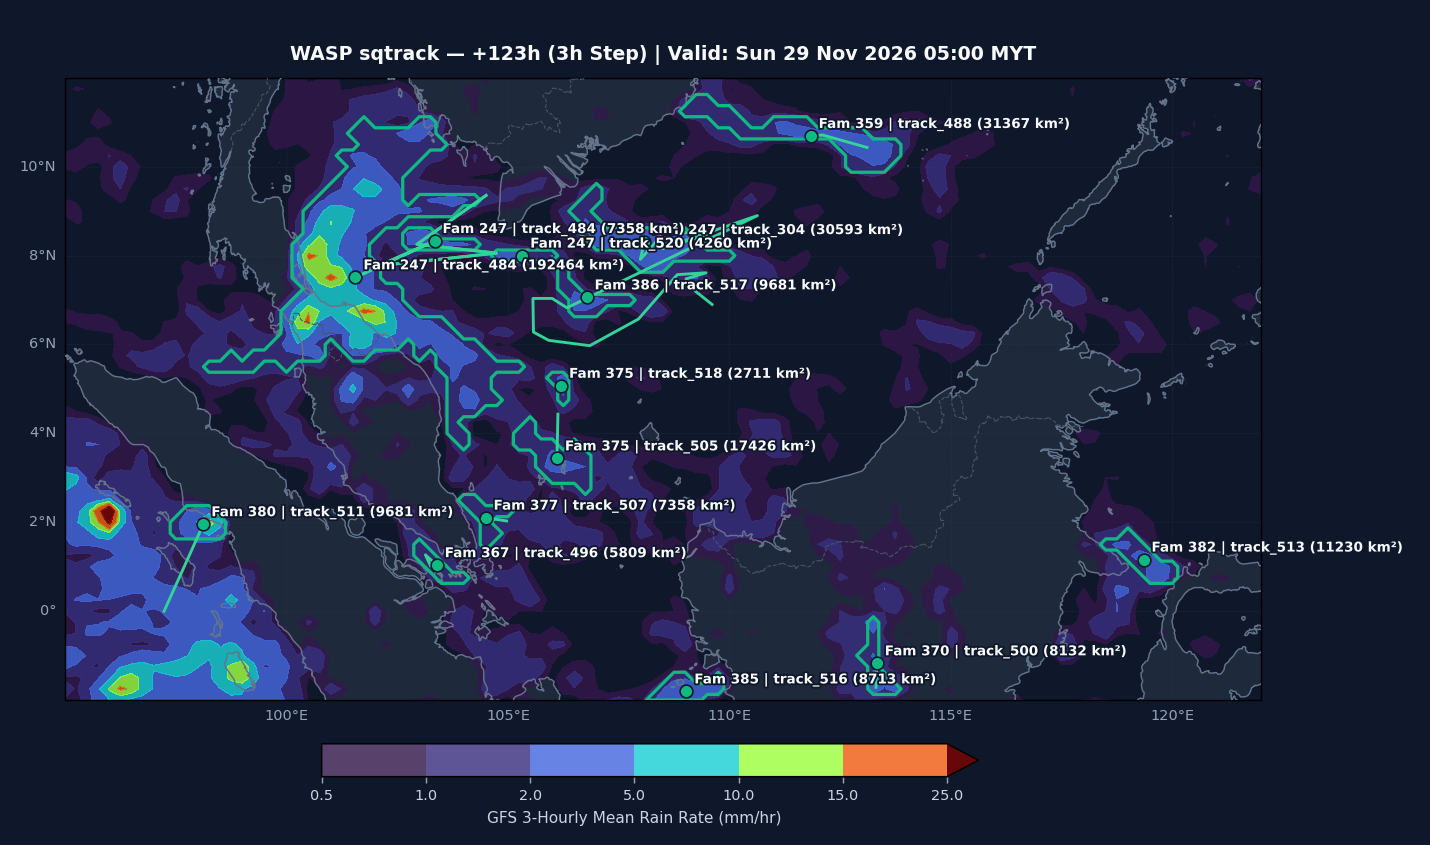 WASP sqtrack — +123h (3h Step) | Valid: Sun 29 Nov 2026 05:00 MYT
Fam 359 | track_488 (31367 km²)
10°N
Fam 247 | track_484 (7358 km²)
247 | track_304 (30593 km²)
Fam 247 | track_520 (4260 km²)
8°N
Fam 247 | track_484 (192464 km²)
Fam 386 | track_517 (9681 km²)
6°N
Fam 375 | track_518 (2711 km²)
4°N
Fam 375 | track_505 (17426 km²)
Fam 377 | track_507 (7358 km²)
Fam 380 | track_511 (9681 km²)
2°N
Fam 382 | track_513 (11230 km²)
Fam 367 | track_496 (5809 km²)
0°
Fam 370 | track_500 (8132 km²)
Fam 385 | track_516 (8713 km²)
100°E 105°E 110°E 115°E 120°E
0.5 1.0 2.0 5.0 10.0 15.0 25.0
GFS 3-Hourly Mean Rain Rate (mm/hr)